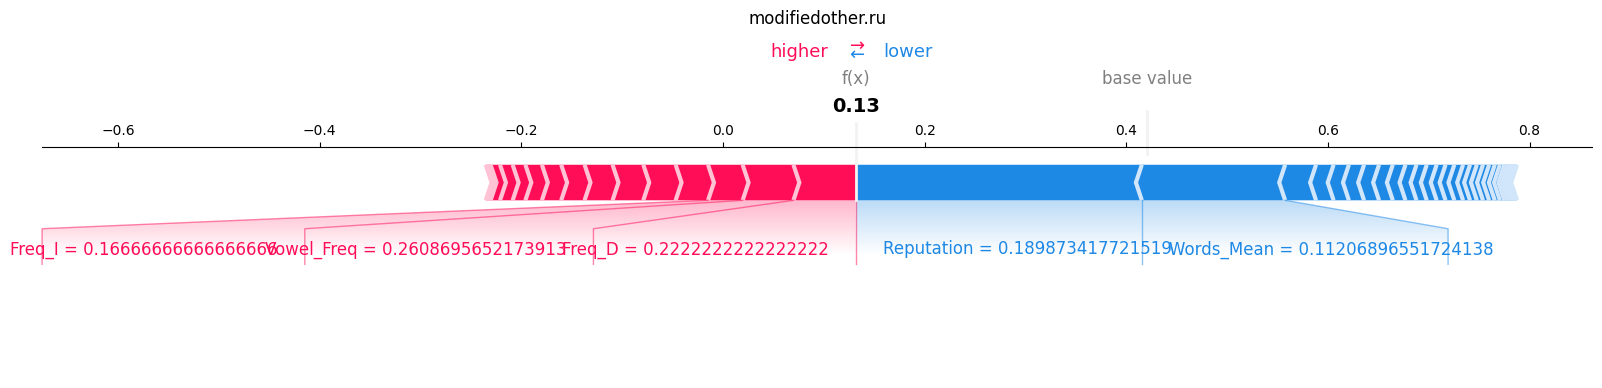 modifiedother.ru
higher → ← lower
f(x) base value
0.13
−0.6 −0.4 −0.2 0.0 0.2 0.4 0.6 0.8
Freq_I = 0.16666666666666666 Vowel_Freq = 0.2608695652173913 Freq_D = 0.2222222222222222 Reputation = 0.189873417721519 Words_Mean = 0.11206896551724138